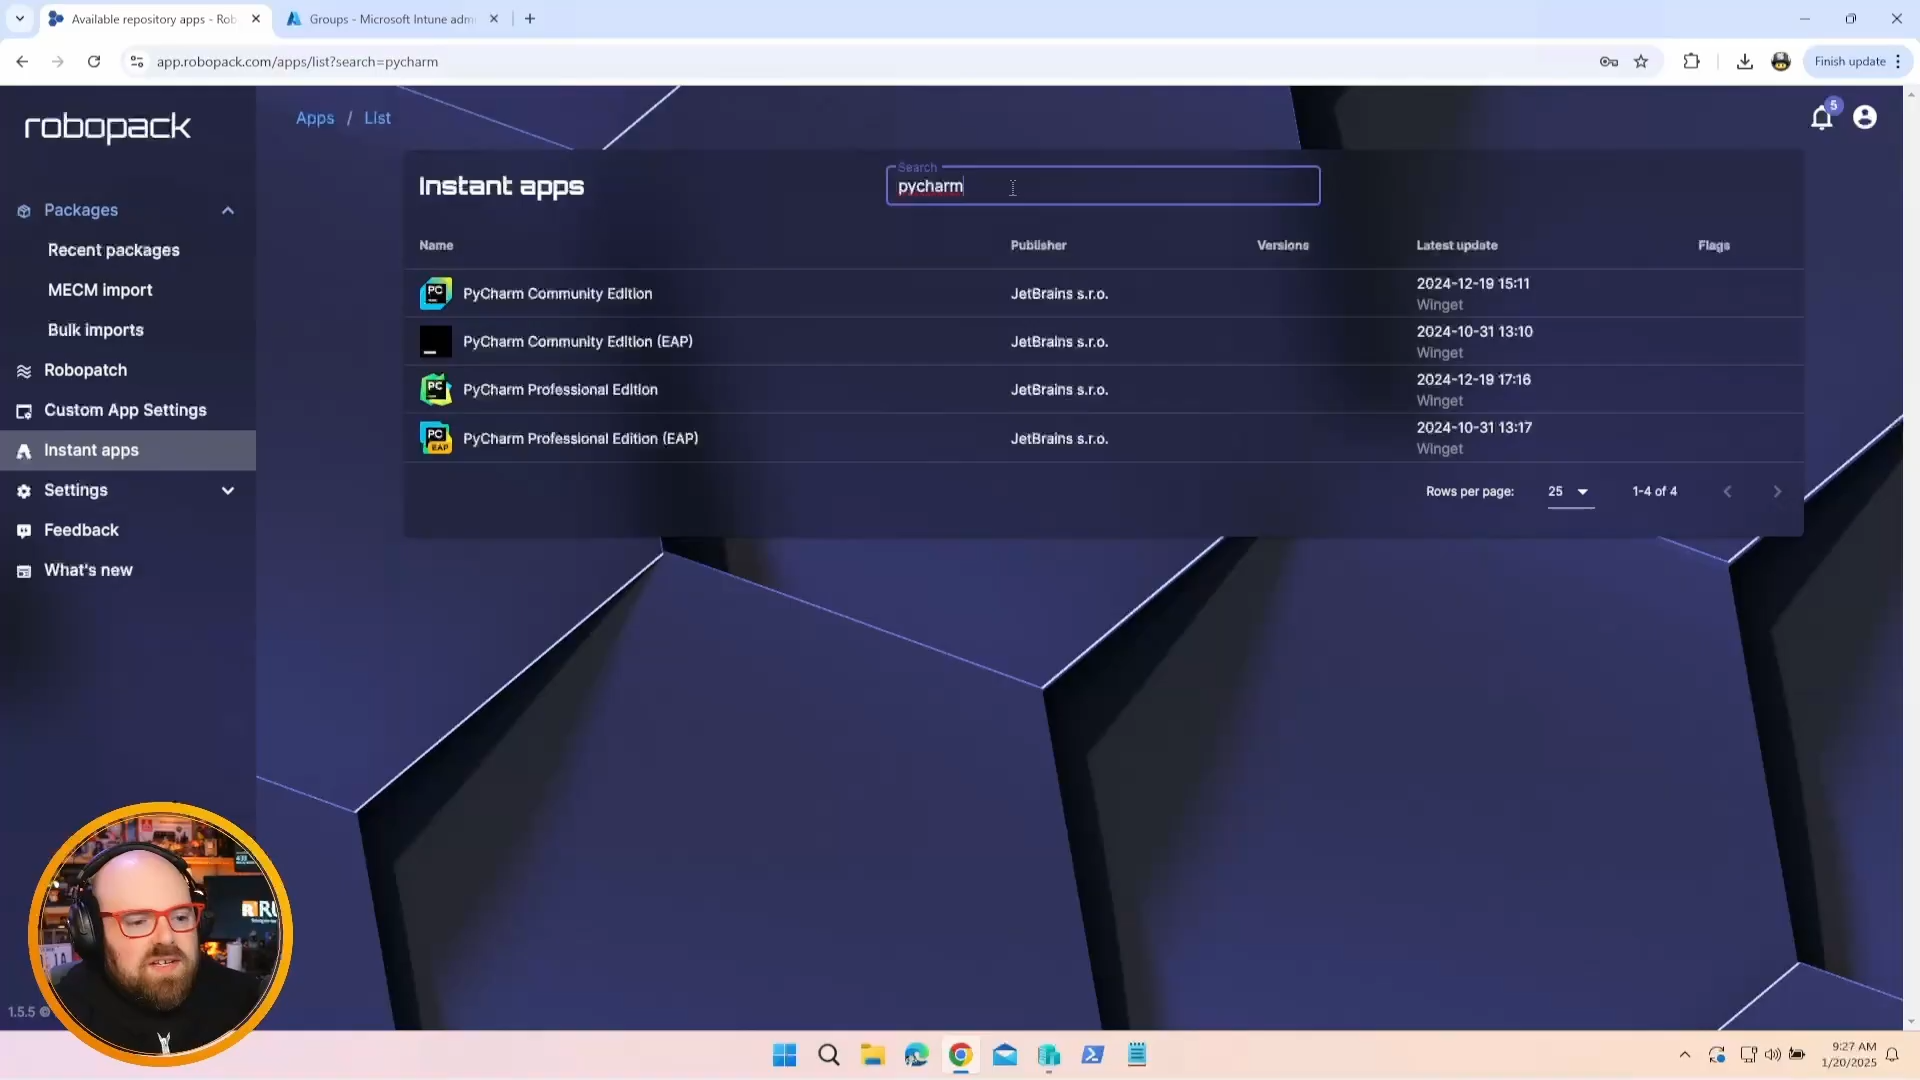 Available repository apps - Rob
Groups - Microsoft Intune adm
app.robopack.com/apps/list?search=pycharm
Finish update
robopack
Apps / List
5
Packages
Recent packages
MECM import
Bulk imports
Robopatch
Custom App Settings
Instant apps
Settings
Feedback
What's new
Instant apps
Search
pycharm
Name Publisher Versions Latest update Flags
PC PyCharm Community Edition JetBrains s.r.o. 2024-12-19 15:11
Winget
PyCharm Community Edition (EAP) JetBrains s.r.o. 2024-10-31 13:10
Winget
PC PyCharm Professional Edition JetBrains s.r.o. 2024-12-19 17:16
Winget
PC EAP PyCharm Professional Edition (EAP) JetBrains s.r.o. 2024-10-31 13:17
Winget
Rows per page: 25 1-4 of 4
1.5.5 ©
9:27 AM
1/20/2025